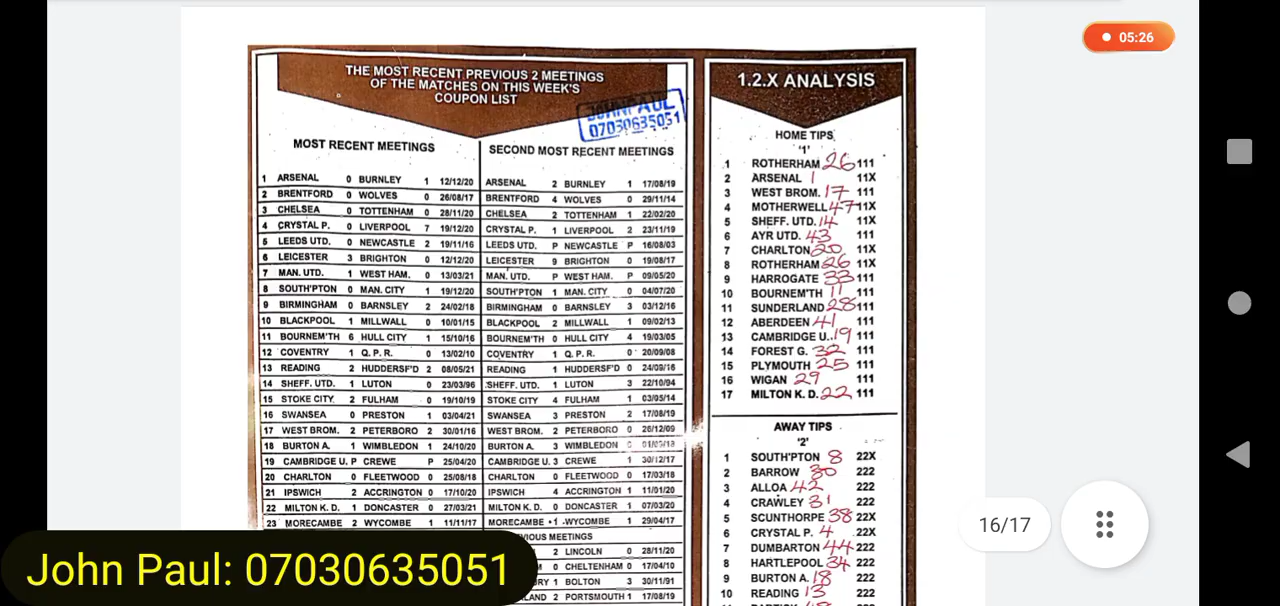 05:26
THE MOST RECENT PREVIOUS 2 MEETINGS
OF THE MATCHES ON THIS WEEK'S
COUPON LIST
JOHNPAUL
07030635051
MOST RECENT MEETINGS
SECOND MOST RECENT MEETINGS
1 ARSENAL 0 BURNLEY 1 12/12/20 ARSENAL 2 BURNLEY 1 17/08/19
2 BRENTFORD 0 WOLVES 0 26/08/17 BRENTFORD 4 WOLVES 0 29/11/14
3 CHELSEA 0 TOTTENHAM 0 28/11/20 CHELSEA 2 TOTTENHAM 1 22/02/20
4 CRYSTAL P. 0 LIVERPOOL 7 19/12/20 CRYSTAL P. 1 LIVERPOOL 2 23/11/19
5 LEEDS UTD. 0 NEWCASTLE 2 19/11/16 LEEDS UTD. P NEWCASTLE P 16/08/03
6 LEICESTER 3 BRIGHTON 0 12/12/20 LEICESTER 9 BRIGHTON 0 19/08/17
7 MAN. UTD. 1 WEST HAM. 0 13/03/21 MAN. UTD. P WEST HAM. P 09/05/20
8 SOUTH'PTON 0 MAN. CITY 1 19/12/20 SOUTH'PTON 1 MAN. CITY 0 04/07/20
9 BIRMINGHAM 0 BARNSLEY 2 24/02/18 BIRMINGHAM 0 BARNSLEY 3 03/12/16
10 BLACKPOOL 1 MILLWALL 0 10/01/15 BLACKPOOL 2 MILLWALL 1 09/02/13
11 BOURNEM'TH 6 HULL CITY 1 15/10/16 BOURNEM'TH 0 HULL CITY 4 19/03/05
12 COVENTRY 1 Q. P. R. 0 13/02/10 COVENTRY 1 Q. P. R. 0 20/09/08
13 READING 2 HUDDERSF'D 2 08/05/21 READING 1 HUDDERSF'D 0 24/09/16
14 SHEFF. UTD. 1 LUTON 0 23/03/96 SHEFF. UTD. 1 LUTON 3 22/10/94
15 STOKE CITY 2 FULHAM 0 19/10/19 STOKE CITY 4 FULHAM 1 03/05/14
16 SWANSEA 0 PRESTON 1 03/04/21 SWANSEA 3 PRESTON 2 17/08/19
17 WEST BROM. 2 PETERBORO 2 30/01/16 WEST BROM. 2 PETERBORO 0 26/12/09
18 BURTON A. 1 WIMBLEDON 1 24/10/20 BURTON A. 3 WIMBLEDON
19 CAMBRIDGE U. P CREWE P 25/04/20 CAMBRIDGE U. 3 CREWE 1 30/12/17
20 CHARLTON 0 FLEETWOOD 0 25/08/18 CHARLTON 0 FLEETWOOD 0 17/03/18
21 IPSWICH 2 ACCRINGTON 0 17/10/20 IPSWICH 4 ACCRINGTON 1 11/01/20
22 MILTON K. D. 1 DONCASTER 0 27/03/21 MILTON K. D. 0 DONCASTER 1 07/03/20
23 MORECAMBE 2 WYCOMBE 1 11/11/17 MORECAMBE 1 WYCOMBE 1 29/04/17
MEETINGS
2 LINCOLN 0 28/11/20
0 CHELTENHAM 0 17/04/10
1 BOLTON 3 30/11/91
2 PORTSMOUTH 1 17/08/19
1.2.X ANALYSIS
HOME TIPS
'1'
1 ROTHERHAM 26 111
2 ARSENAL 1 11X
3 WEST BROM. 17 111
4 MOTHERWELL 47 11X
5 SHEFF. UTD. 14 11X
6 AYR UTD. 43 111
7 CHARLTON 20 11X
8 ROTHERHAM 26 11X
9 HARROGATE 33 111
10 BOURNEM'TH 11 111
11 SUNDERLAND 28 111
12 ABERDEEN 41 111
13 CAMBRIDGE U. 19 111
14 FOREST G. 32 111
15 PLYMOUTH 25 111
16 WIGAN 29 111
17 MILTON K. D. 22 111
AWAY TIPS
'2'
1 SOUTH'PTON 8 22X
2 BARROW 30 222
3 ALLOA 42 222
4 CRAWLEY 31 222
5 SCUNTHORPE 38 22X
6 CRYSTAL P. 4 22X
7 DUMBARTON 44 222
8 HARTLEPOOL 34 222
9 BURTON A. 18 222
10 READING 13 222
16/17
John Paul: 07030635051